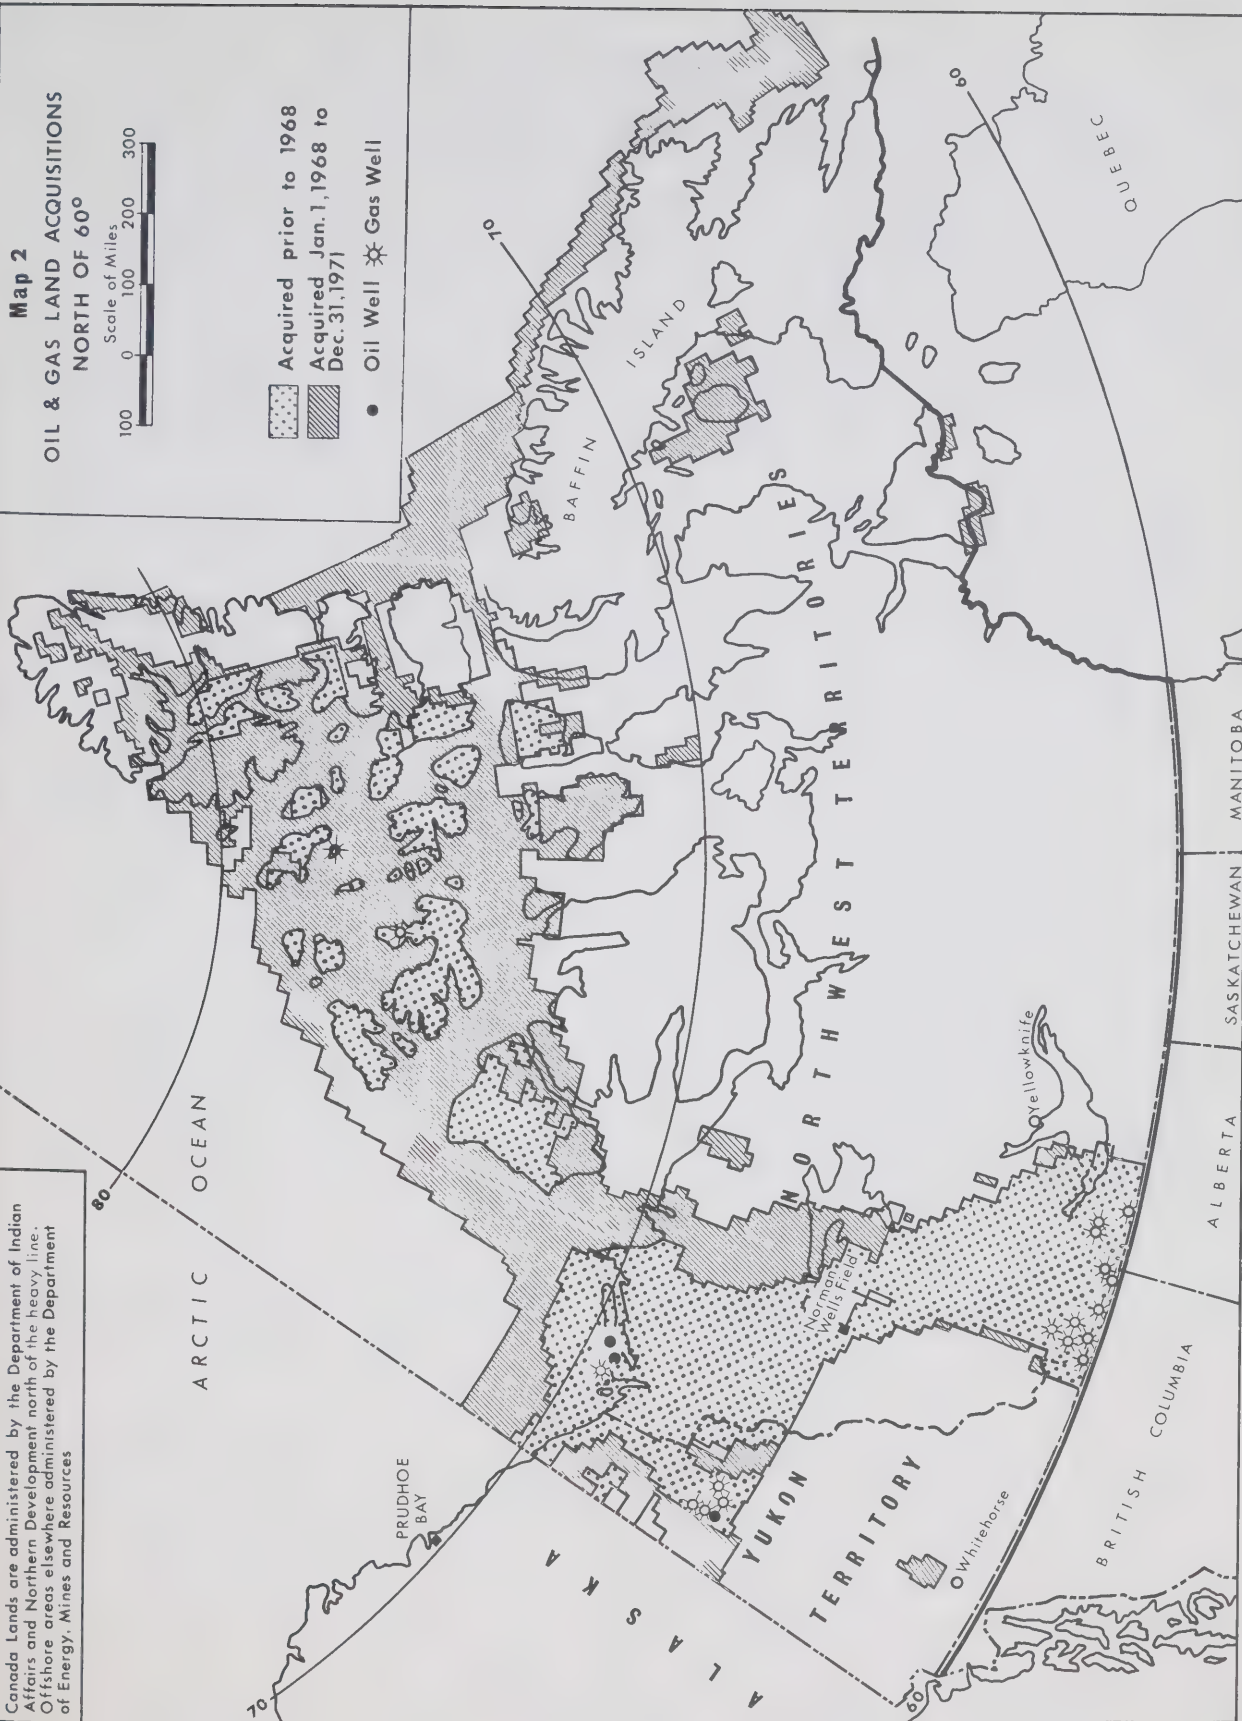 Map 2
OIL & GAS LAND ACQUISITIONS
NORTH OF 60°
Scale of Miles
100 0 100 200 300
Acquired prior to 1968
Acquired Jan.1,1968 to
Dec.31,1971
Oil Well Gas Well
Canada Lands are administered by the Department of Indian
Affairs and Northern Development north of the heavy line.
Offshore areas elsewhere administered by the Department
of Energy, Mines and Resources
80
70
60
70
60
ARCTIC OCEAN
PRUDHOE
BAY
ALASKA
YUKON
TERRITORY
Whitehorse
Norman
Wells Field
NORTHWEST TERRITORIES
Yellowknife
BAFFIN
ISLAND
QUEBEC
BRITISH
COLUMBIA
ALBERTA
SASKATCHEWAN
MANITOBA